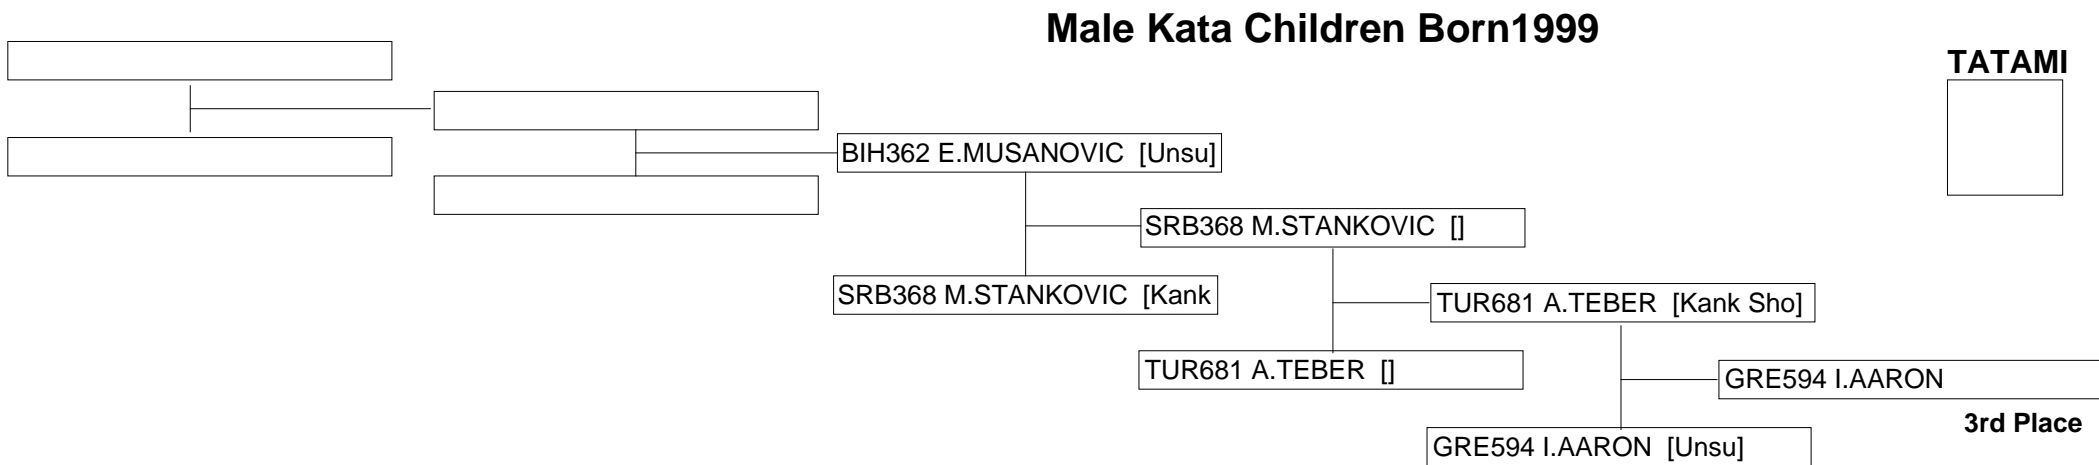 Male Kata Children Born1999
TATAMI
BIH362 E.MUSANOVIC [Unsu]
SRB368 M.STANKOVIC []
SRB368 M.STANKOVIC [Kank
TUR681 A.TEBER [Kank Sho]
TUR681 A.TEBER []
GRE594 I.AARON
3rd Place
GRE594 I.AARON [Unsu]